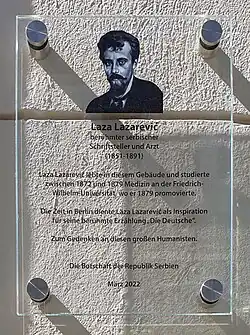 Laza Lazarević
berühmter serbischer
Schriftsteller und Arzt
(1851-1891)
Laza Lazarević lebte in diesem Gebäude und studierte
zwischen 1872 und 1879 Medizin an der Friedrich-
Wilhelm-Universität, wo er 1879 promovierte.
Die Zeit in Berlin diente Laza Lazarević als Inspiration
für seine berühmte Erzählung „Die Deutsche".
Zum Gedenken an diesen großen Humanisten.
Die Botschaft der Republik Serbien
März 2022